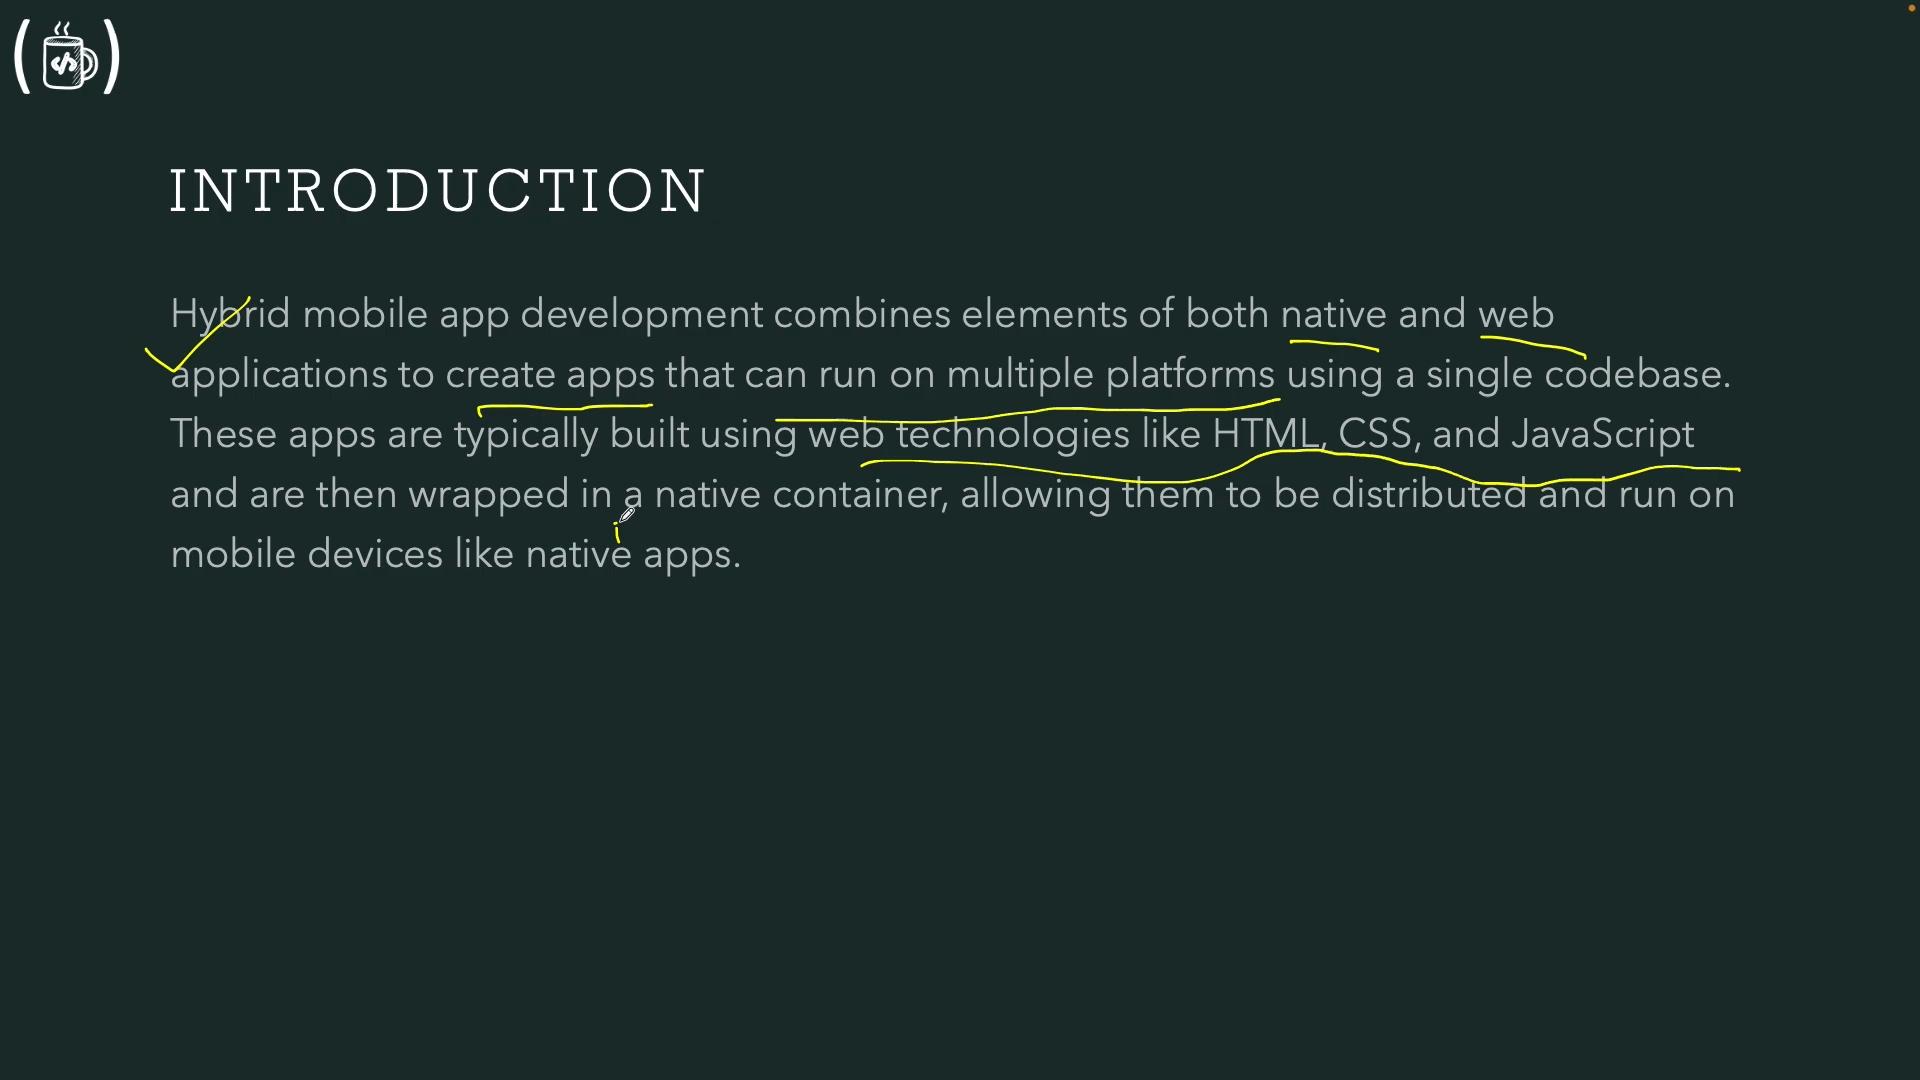 INTRODUCTION
Hybrid mobile app development combines elements of both native and web
applications to create apps that can run on multiple platforms using a single codebase.
These apps are typically built using web technologies like HTML, CSS, and JavaScript
and are then wrapped in a native container, allowing them to be distributed and run on
mobile devices like native apps.